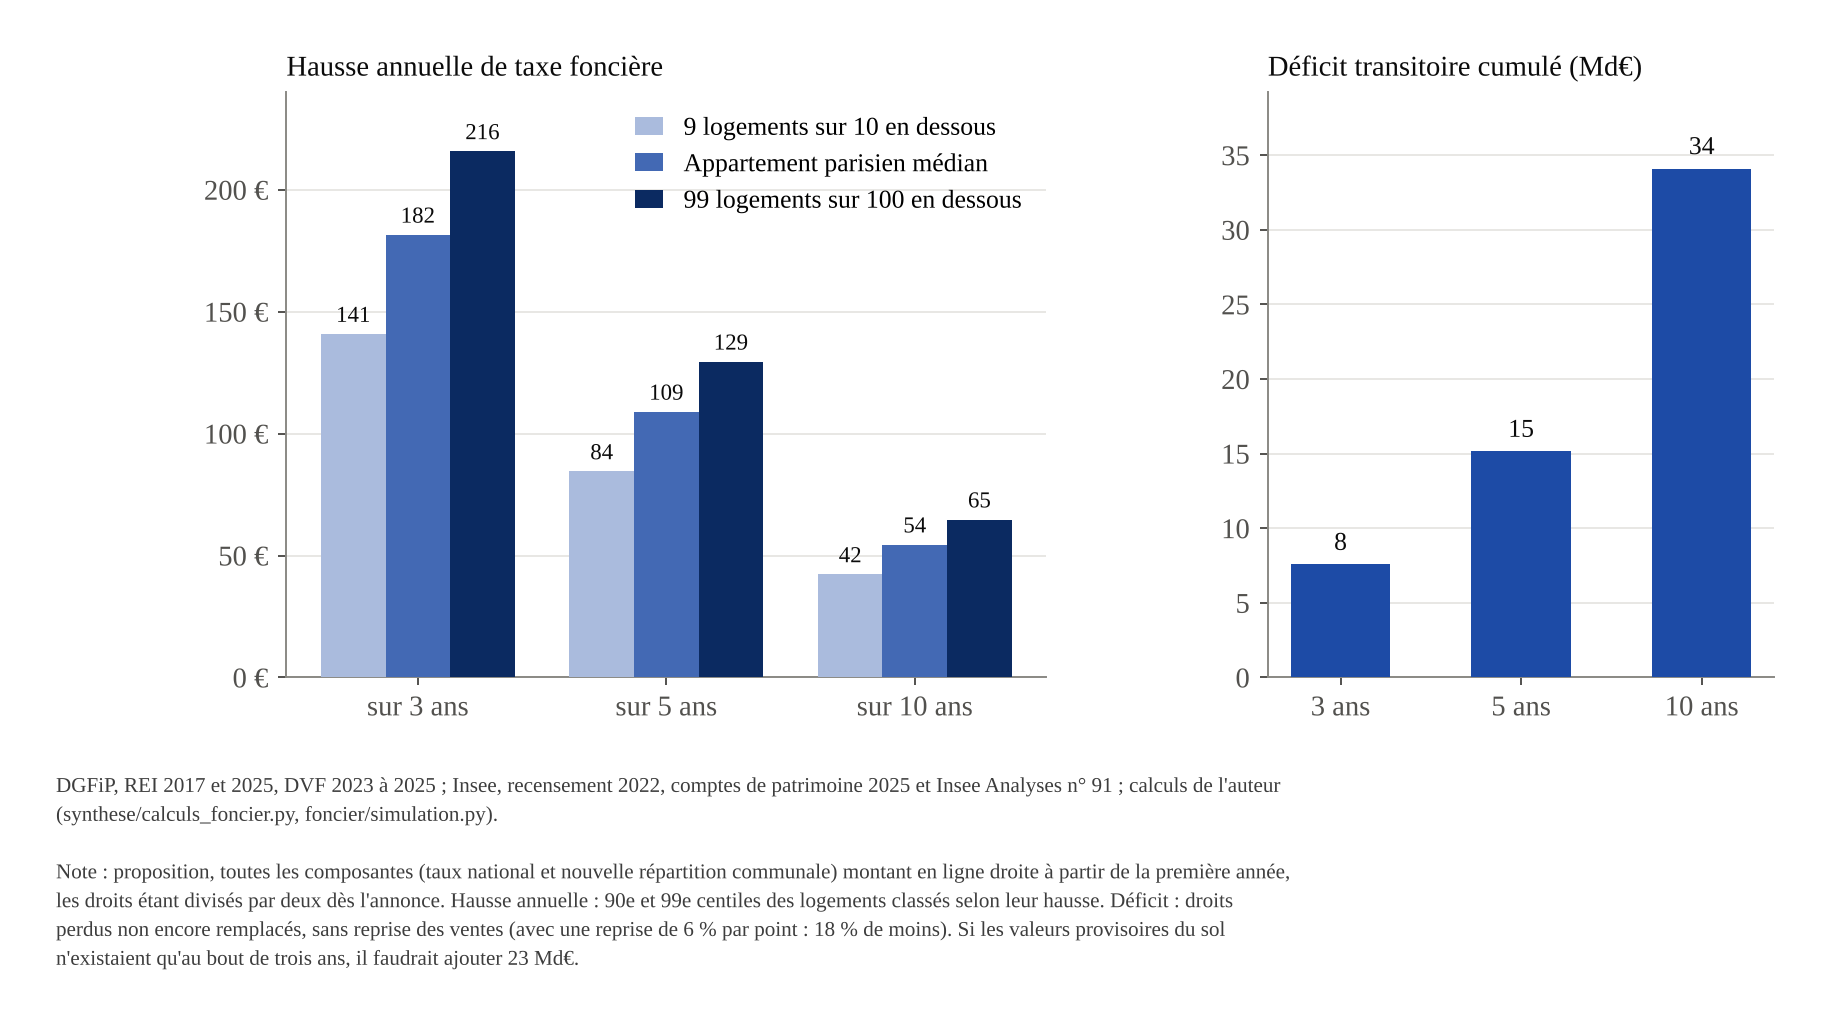 Hausse annuelle de taxe foncière
9 logements sur 10 en dessous
Appartement parisien médian
99 logements sur 100 en dessous
200 €
150 €
100 €
50 €
0 €
141
182
216
84
109
129
42
54
65
sur 3 ans
sur 5 ans
sur 10 ans
Déficit transitoire cumulé (Md€)
35
30
25
20
15
10
5
0
8
15
34
3 ans
5 ans
10 ans
DGFiP, REI 2017 et 2025, DVF 2023 à 2025 ; Insee, recensement 2022, comptes de patrimoine 2025 et Insee Analyses n° 91 ; calculs de l'auteur
(synthese/calculs_foncier.py, foncier/simulation.py).
Note : proposition, toutes les composantes (taux national et nouvelle répartition communale) montant en ligne droite à partir de la première année,
les droits étant divisés par deux dès l'annonce. Hausse annuelle : 90e et 99e centiles des logements classés selon leur hausse. Déficit : droits
perdus non encore remplacés, sans reprise des ventes (avec une reprise de 6 % par point : 18 % de moins). Si les valeurs provisoires du sol
n'existaient qu'au bout de trois ans, il faudrait ajouter 23 Md€.